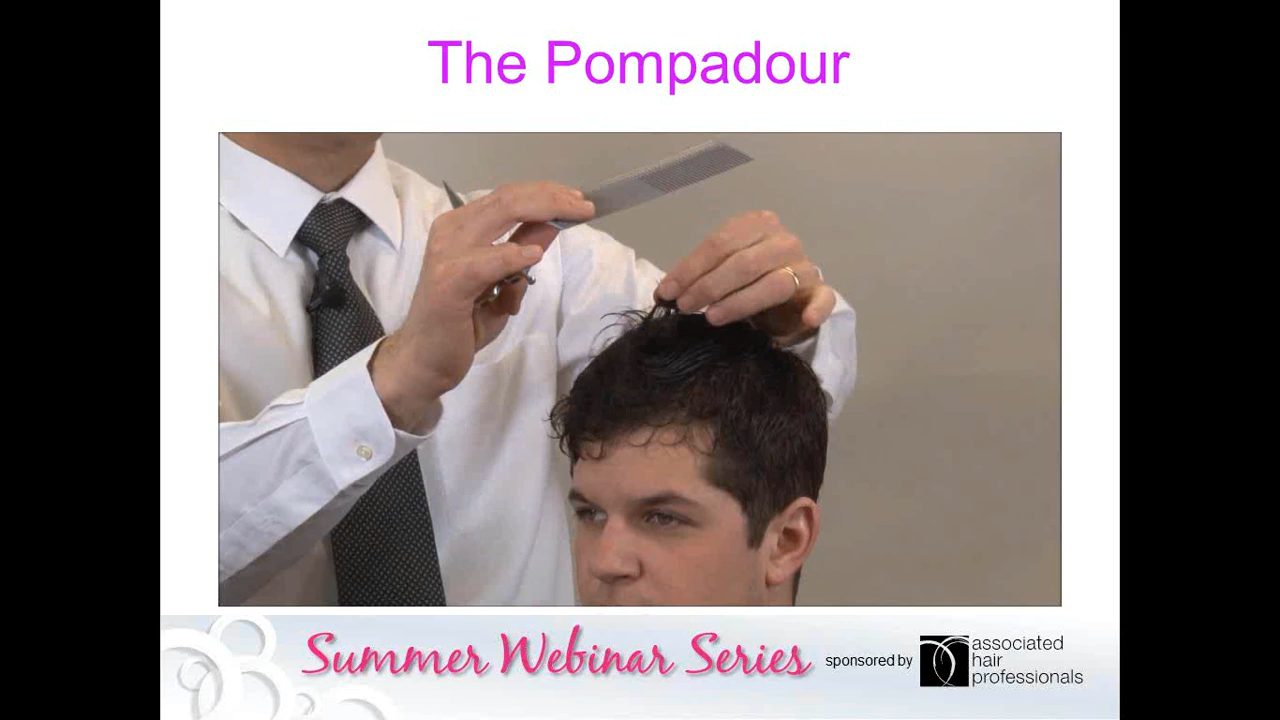 The Pompadour
Summer Webinar Series
sponsored by
associated
hair
professionals